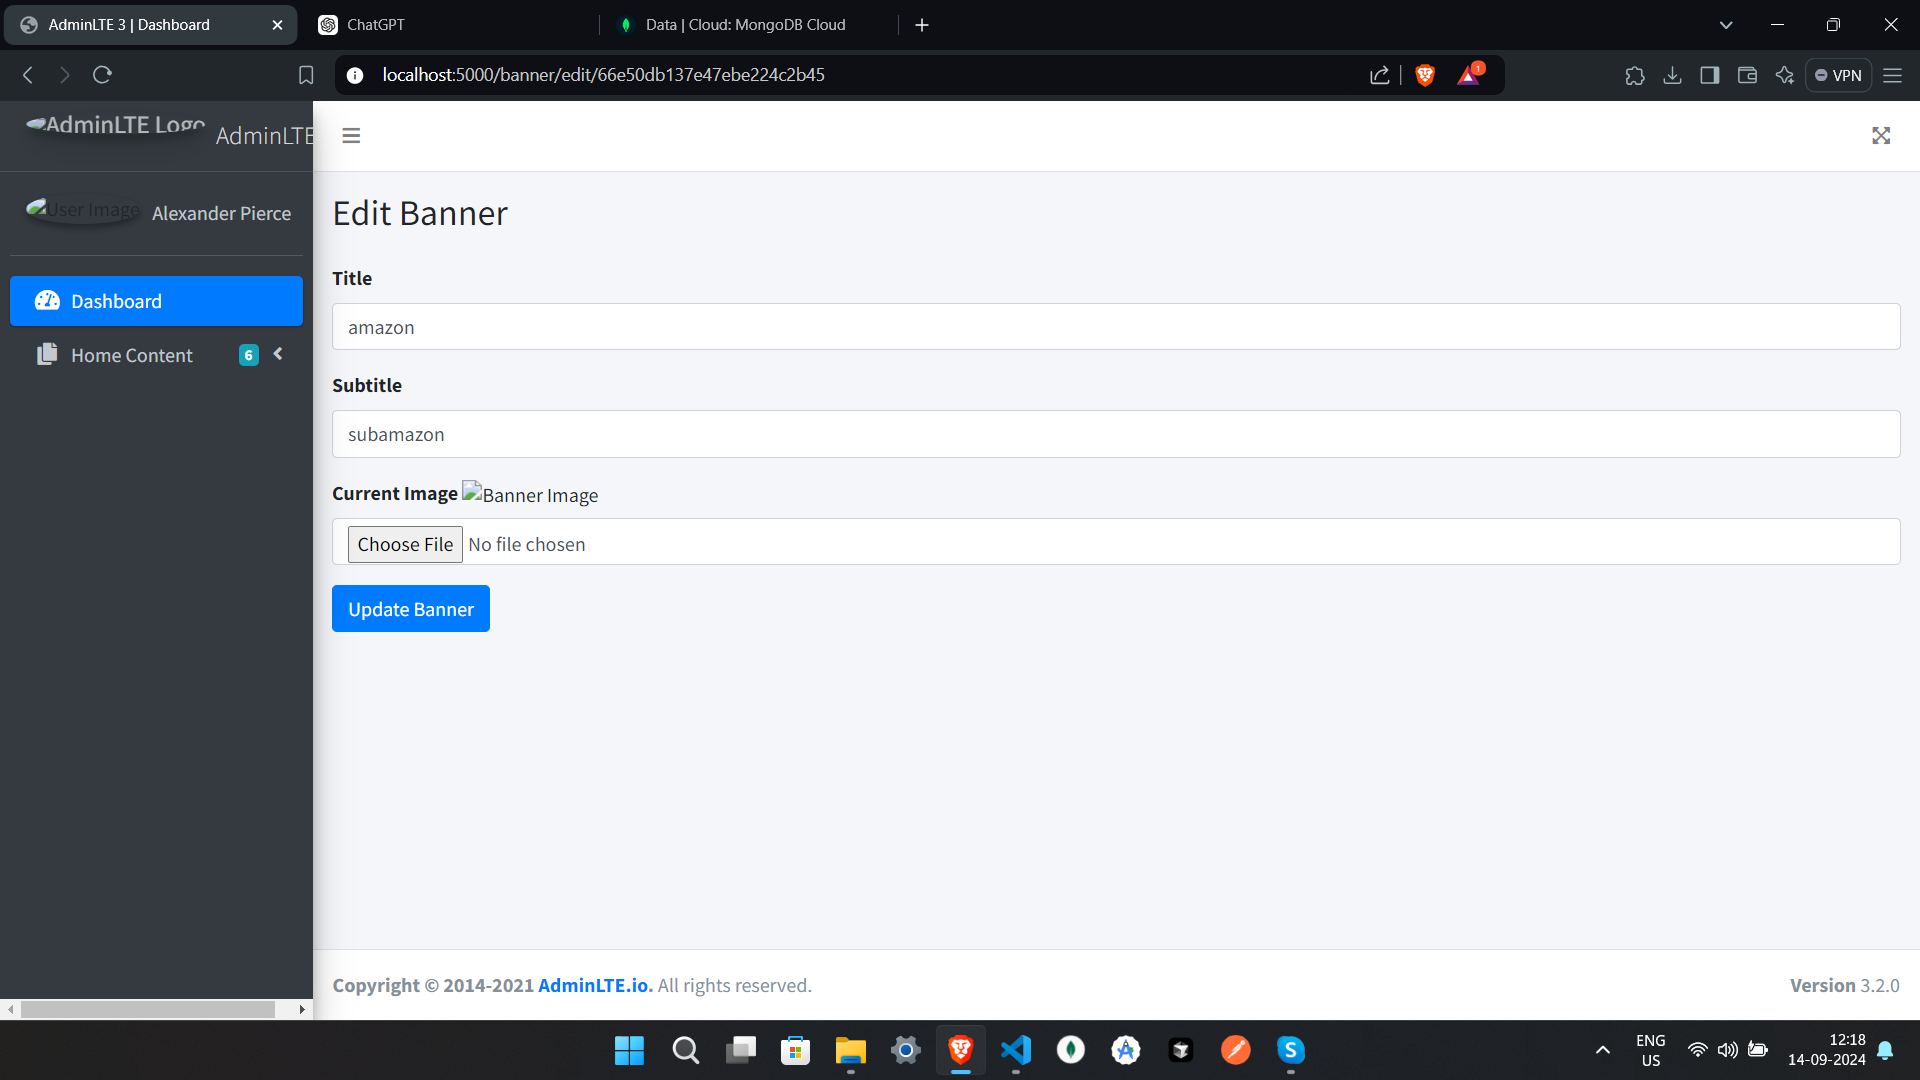 AdminLTE 3 | Dashboard
ChatGPT
Data | Cloud: MongoDB Cloud
localhost:5000/banner/edit/66e50db137e47ebe224c2b45
1
VPN
AdminLTE Logo
AdminLTE
User Image
Alexander Pierce
Dashboard
Home Content
6
Edit Banner
Title
amazon
Subtitle
subamazon
Current Image Banner Image
Choose File No file chosen
Update Banner
Copyright © 2014-2021 AdminLTE.io. All rights reserved.
Version 3.2.0
ENG
US
12:18
14-09-2024